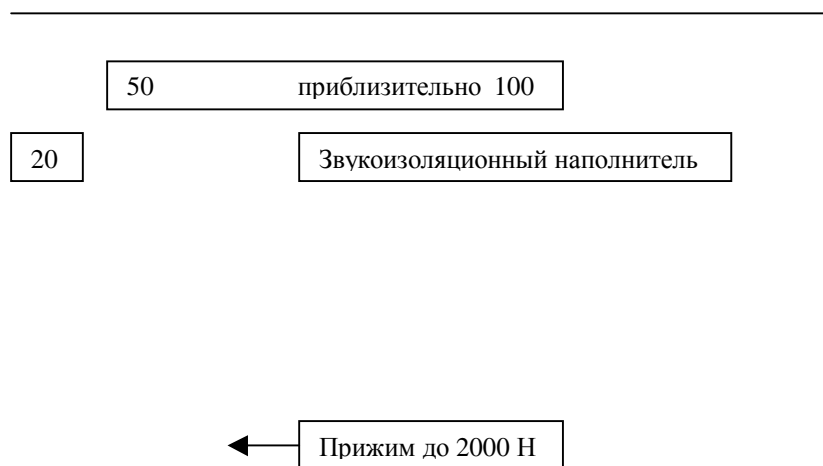 50 приблизительно 100
20 Звукоизоляционный наполнитель
Прижим до 2000 Н